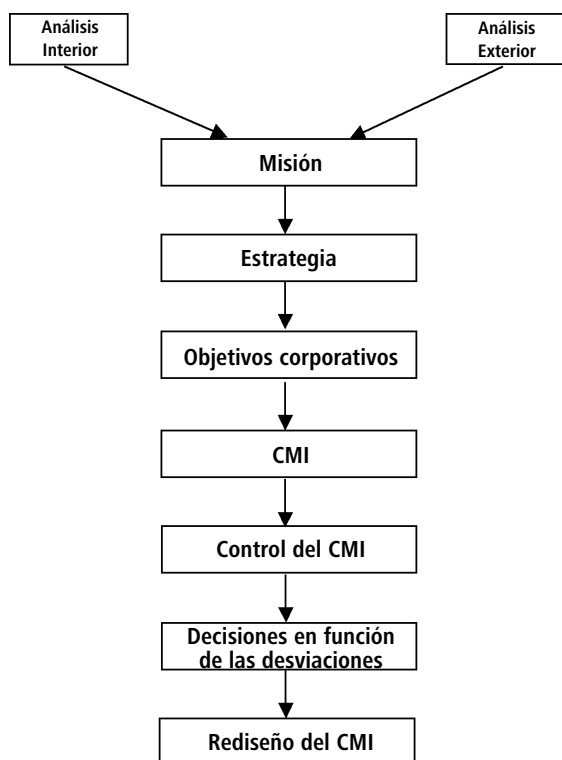 Análisis
Interior
Análisis
Exterior
Misión
Estrategia
Objetivos corporativos
CMI
Control del CMI
Decisiones en función
de las desviaciones
Rediseño del CMI